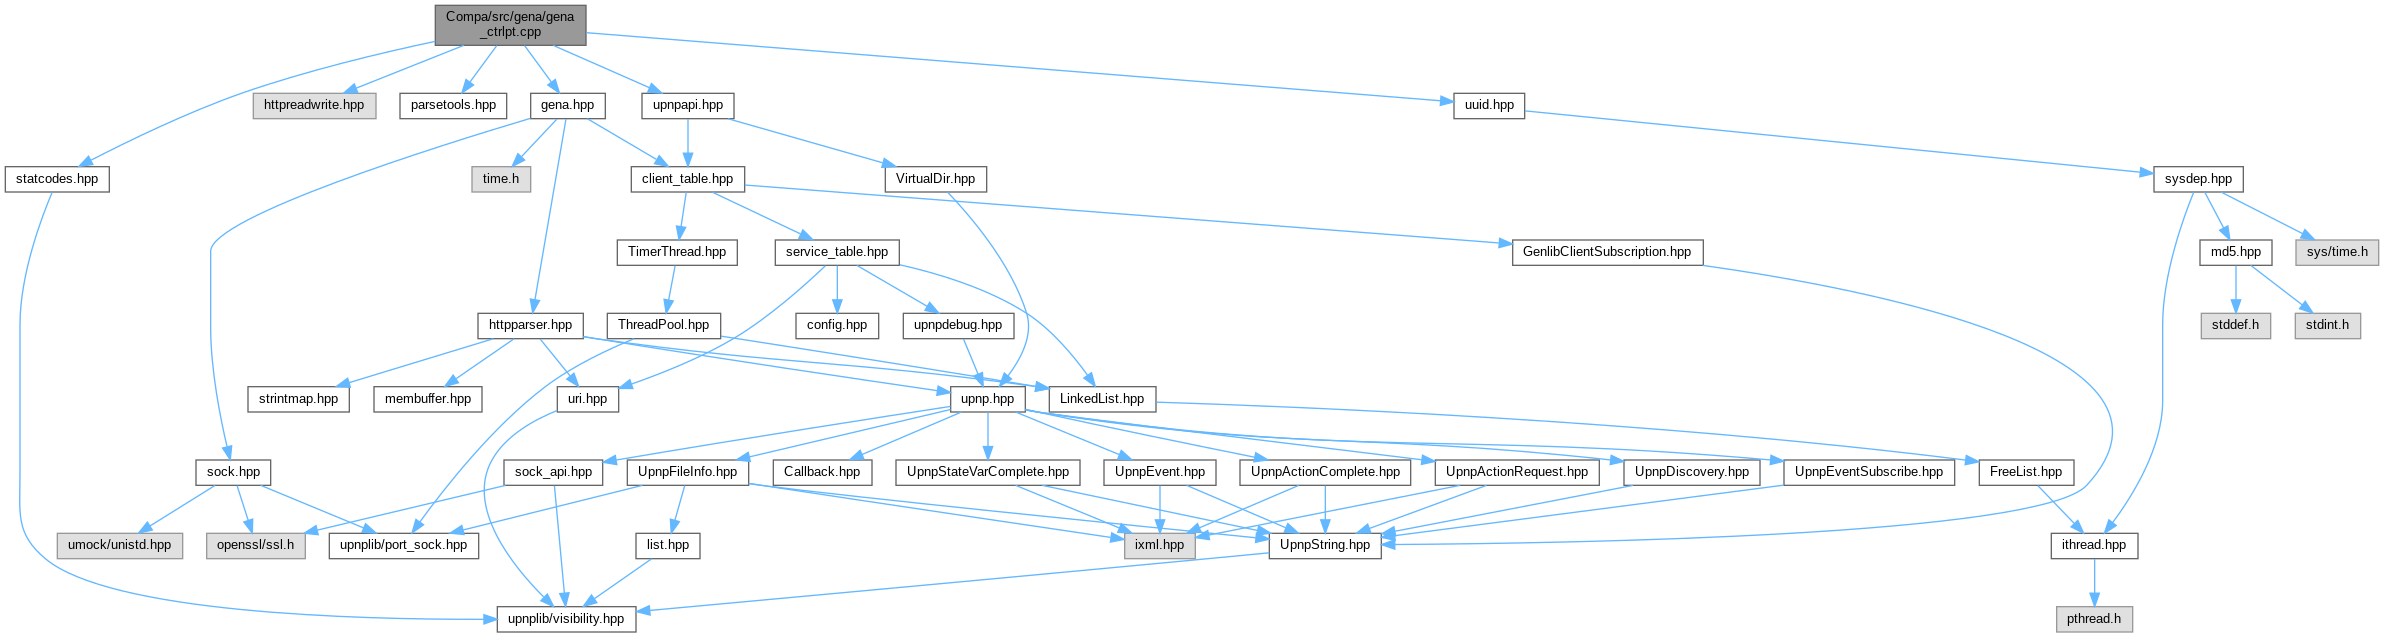 Compa/src/gena/gena
_ctrlpt.cpp
httpreadwrite.hpp
parsetools.hpp
gena.hpp
upnpapi.hpp
uuid.hpp
statcodes.hpp
time.h
client_table.hpp
VirtualDir.hpp
sysdep.hpp
TimerThread.hpp
service_table.hpp
GenlibClientSubscription.hpp
md5.hpp
sys/time.h
httpparser.hpp
ThreadPool.hpp
config.hpp
upnpdebug.hpp
stddef.h
stdint.h
strintmap.hpp
membuffer.hpp
uri.hpp
upnp.hpp
LinkedList.hpp
sock.hpp
sock_api.hpp
UpnpFileInfo.hpp
Callback.hpp
UpnpStateVarComplete.hpp
UpnpEvent.hpp
UpnpActionComplete.hpp
UpnpActionRequest.hpp
UpnpDiscovery.hpp
UpnpEventSubscribe.hpp
FreeList.hpp
umock/unistd.hpp
openssl/ssl.h
upnplib/port_sock.hpp
list.hpp
ixml.hpp
UpnpString.hpp
ithread.hpp
upnplib/visibility.hpp
pthread.h